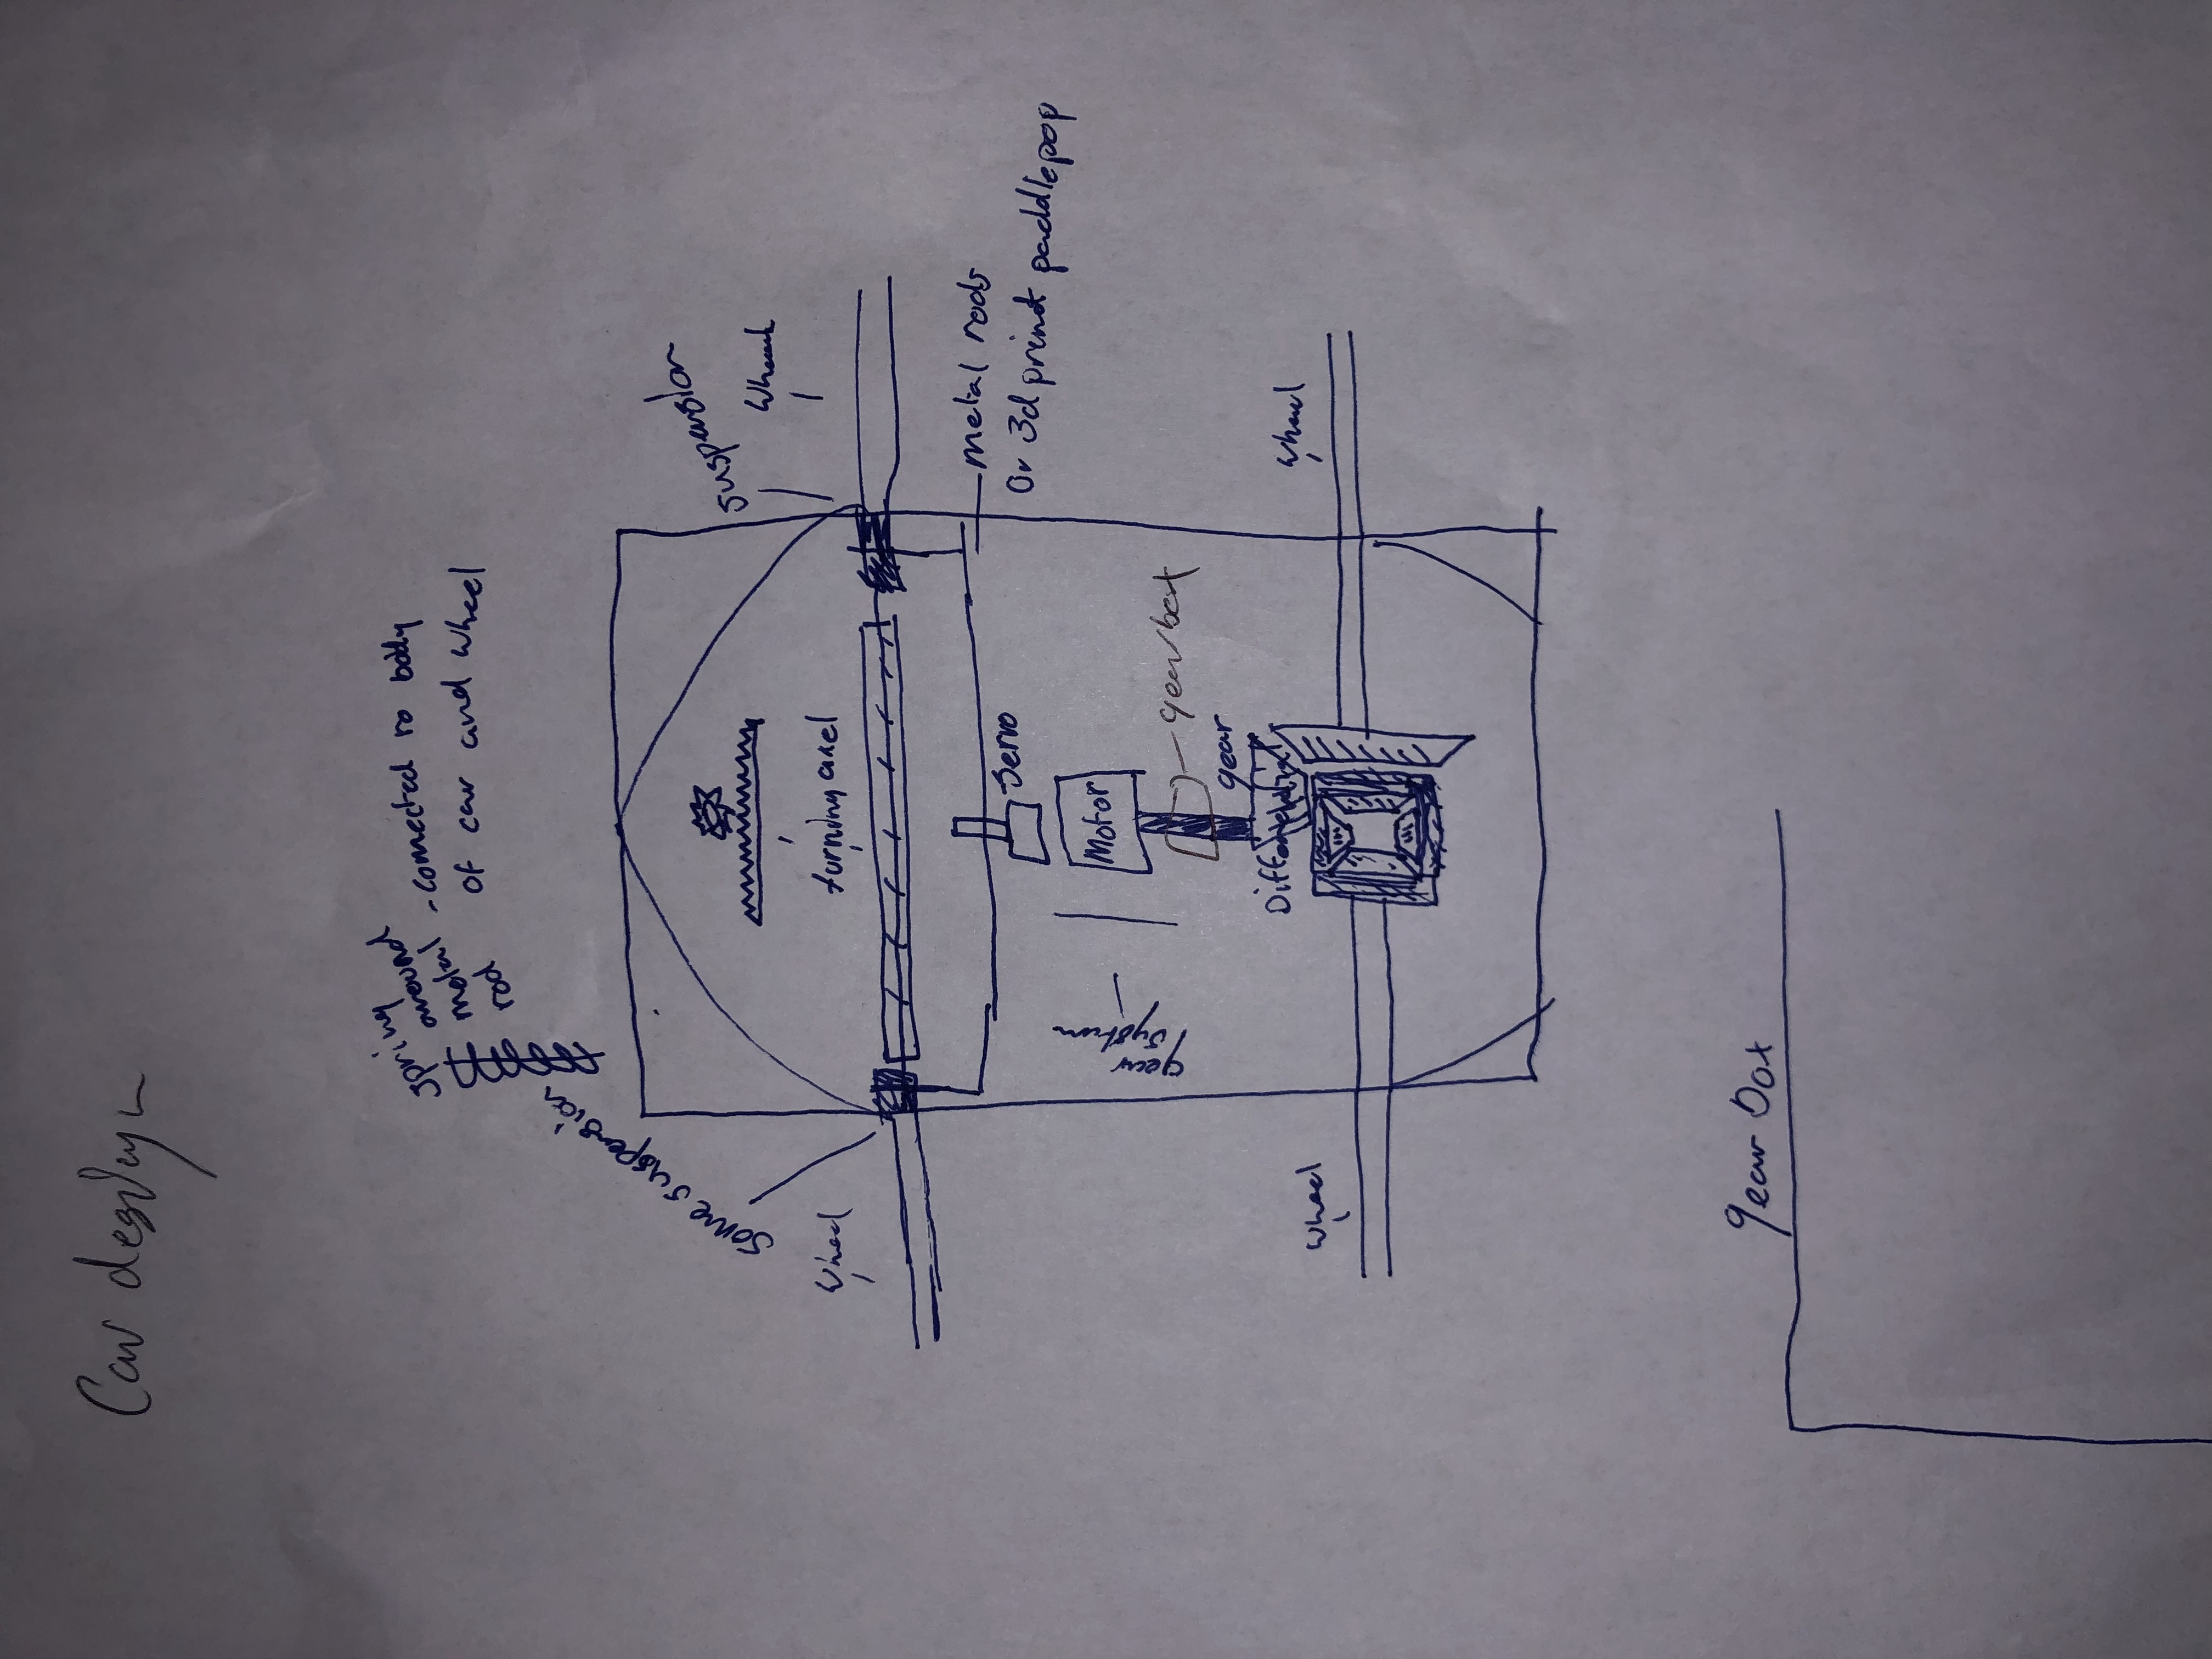 Car design
spring
around
metal
rod
- connected to body
of car and wheel
Some suspension
suspension
Wheel
wheel
turning axel
Servo
metal rods
Or 3d print paddlepop
gear
system
Motor
gear box
gear
Differential
wheel
wheel
gear box